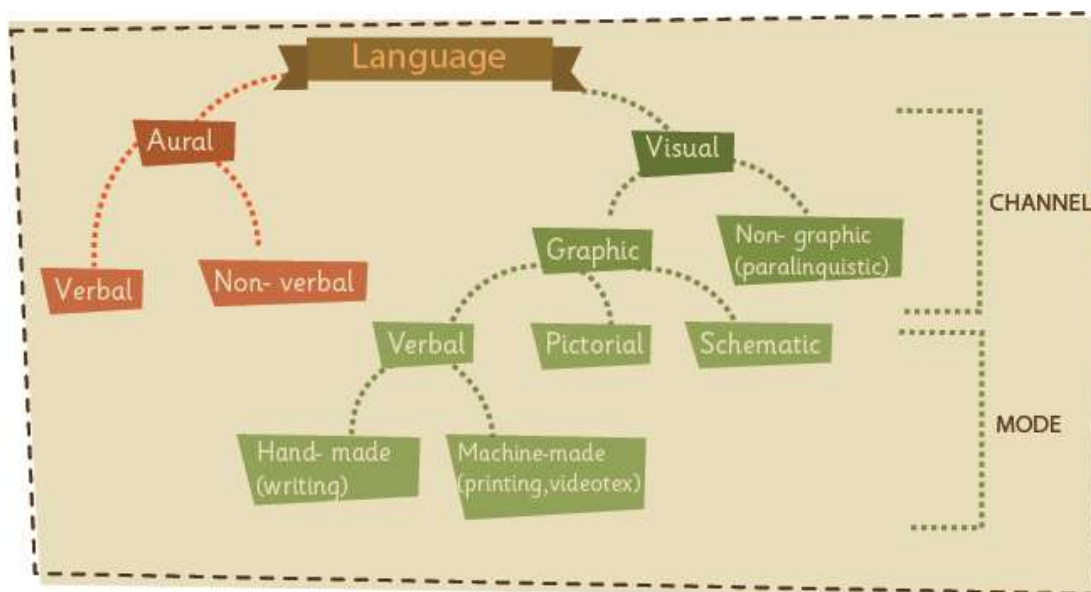 Language
Aural
Visual
CHANNEL
Verbal
Non- verbal
Graphic
Non- graphic
(paralinquistic)
Verbal
Pictorial
Schematic
MODE
Hand- made
(writing)
Machine-made
(printing,videotex)